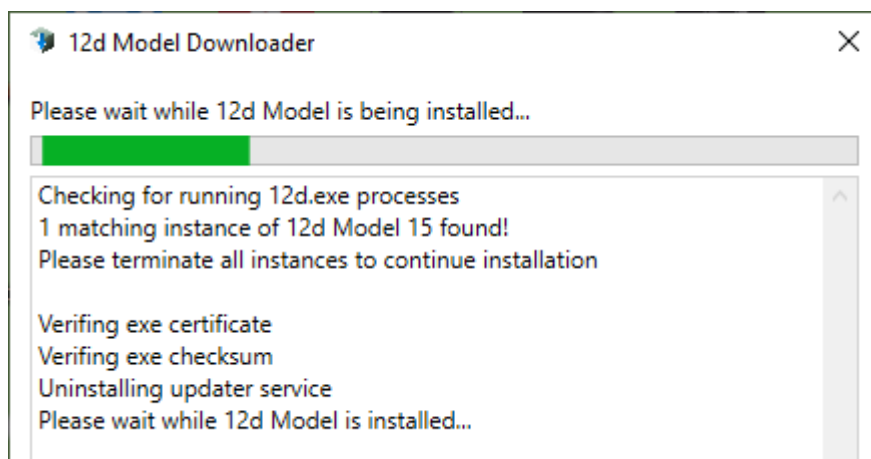 12d Model Downloader
Please wait while 12d Model is being installed...
Checking for running 12d.exe processes
1 matching instance of 12d Model 15 found!
Please terminate all instances to continue installation
Verifing exe certificate
Verifing exe checksum
Uninstalling updater service
Please wait while 12d Model is installed...